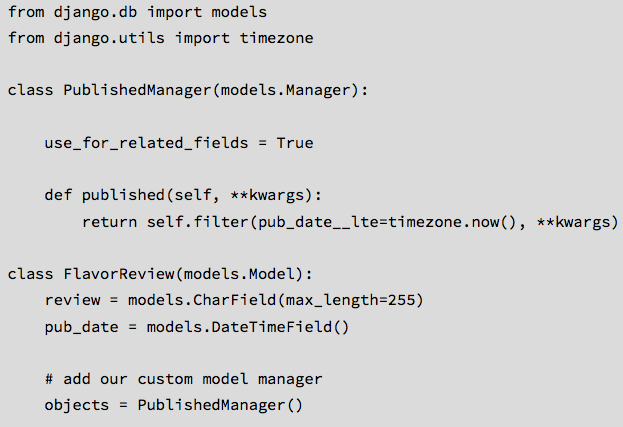 from django.db import models
from django.utils import timezone

class PublishedManager(models.Manager):

    use_for_related_fields = True

    def published(self, **kwargs):
        return self.filter(pub_date__lte=timezone.now(), **kwargs)

class FlavorReview(models.Model):
    review = models.CharField(max_length=255)
    pub_date = models.DateTimeField()

    # add our custom model manager
    objects = PublishedManager()